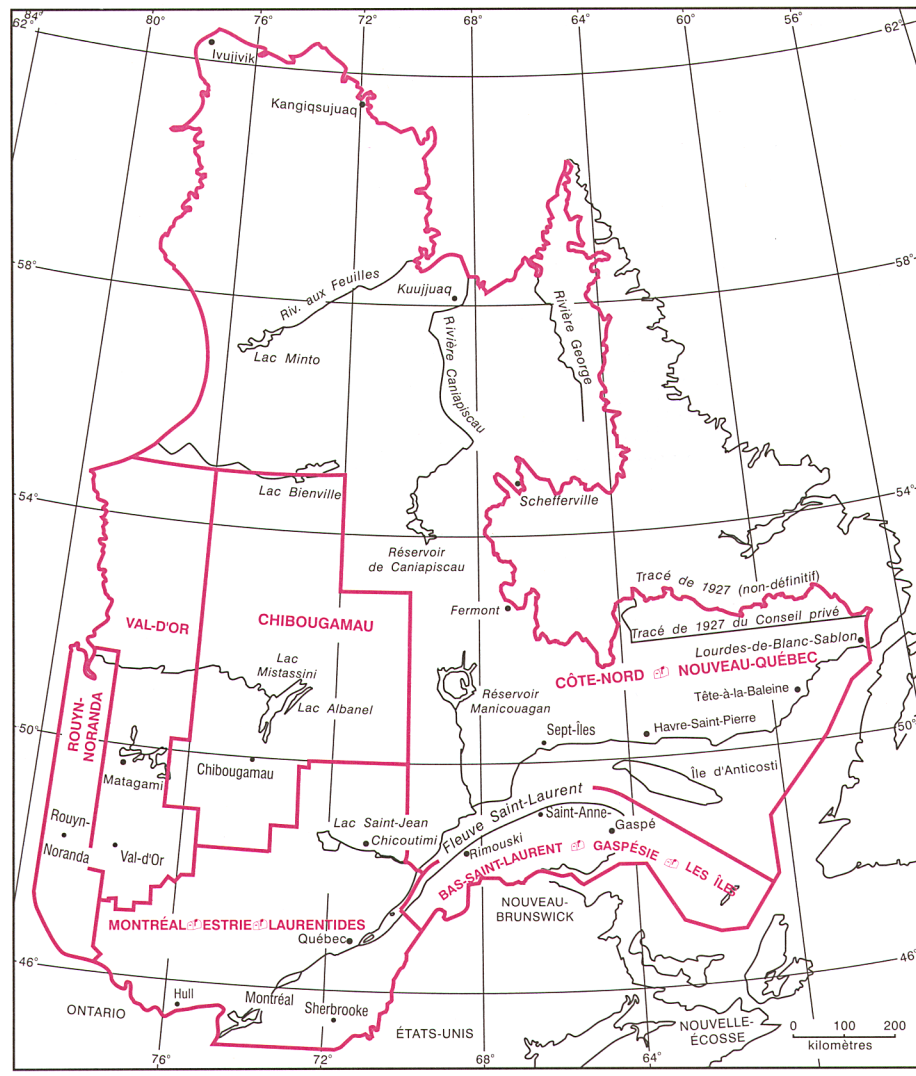 84°
80°
76°
72°
68°
64°
60°
56°
62°
62°
Ivujivik
Kangiqsujuaq
58°
58°
Riv. aux Feuilles
Kuujjuaq
Rivière Caniapiscau
Rivière George
Lac Minto
Lac Bienville
Schefferville
54°
54°
Réservoir
de Caniapiscau
Tracé de 1927 (non-définitif)
Fermont
Tracé de 1927 du Conseil privé
VAL-D'OR
CHIBOUGAMAU
Lourdes-de-Blanc-Sablon
Lac
Mistassini
CÔTE-NORD NOUVEAU-QUÉBEC
Lac Albanel
Réservoir
Manicouagan
Tête-à-la-Baleine
ROUYN-
NORANDA
50°
50°
Sept-Îles
Havre-Saint-Pierre
Matagami
Chibougamau
Île d'Anticosti
Rouyn-
Noranda
Val-d'Or
Lac Saint-Jean
Chicoutimi
Fleuve Saint-Laurent
Saint-Anne-
Gaspé
Rimouski
BAS-SAINT-LAURENT GASPÉSIE LES ÎLES
NOUVEAU-
BRUNSWICK
MONTRÉAL ESTRIE LAURENTIDES
Québec
46°
46°
ONTARIO
Hull
Montréal
Sherbrooke
ÉTATS-UNIS
NOUVELLE-
ÉCOSSE
0 100 200
kilomètres
76°
72°
68°
64°